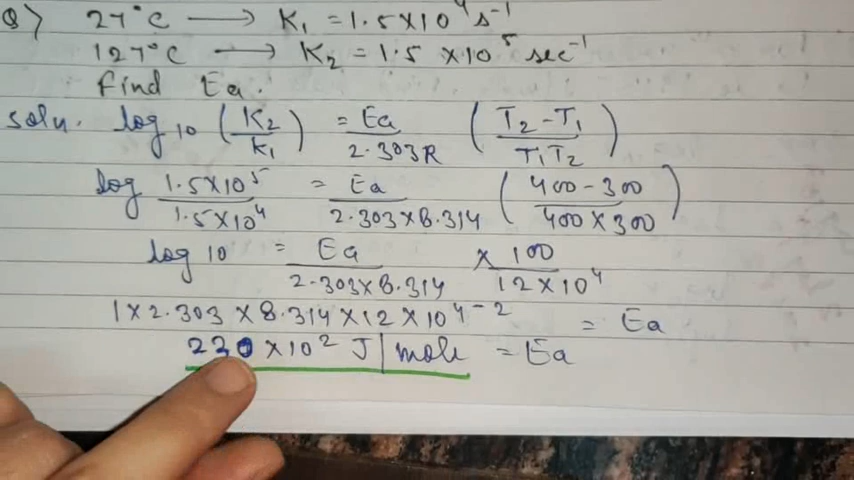 Q) 27°C ⟶ K₁ = 1.5×10⁴ s⁻¹
127°C ⟶ K₂ = 1.5 ×10⁵ sec⁻¹
Find Ea.
Soln. log₁₀ (K₂/K₁) = Ea/2.303R (T₂-T₁/T₁T₂)
log 1.5×10⁵/1.5×10⁴ = Ea/2.303×8.314 (400-300/400×300)
log 10 = Ea/2.303×8.314 × 100/12×10⁴
1×2.303×8.314×12×10⁴⁻² = Ea
230×10² J/mole = Ea